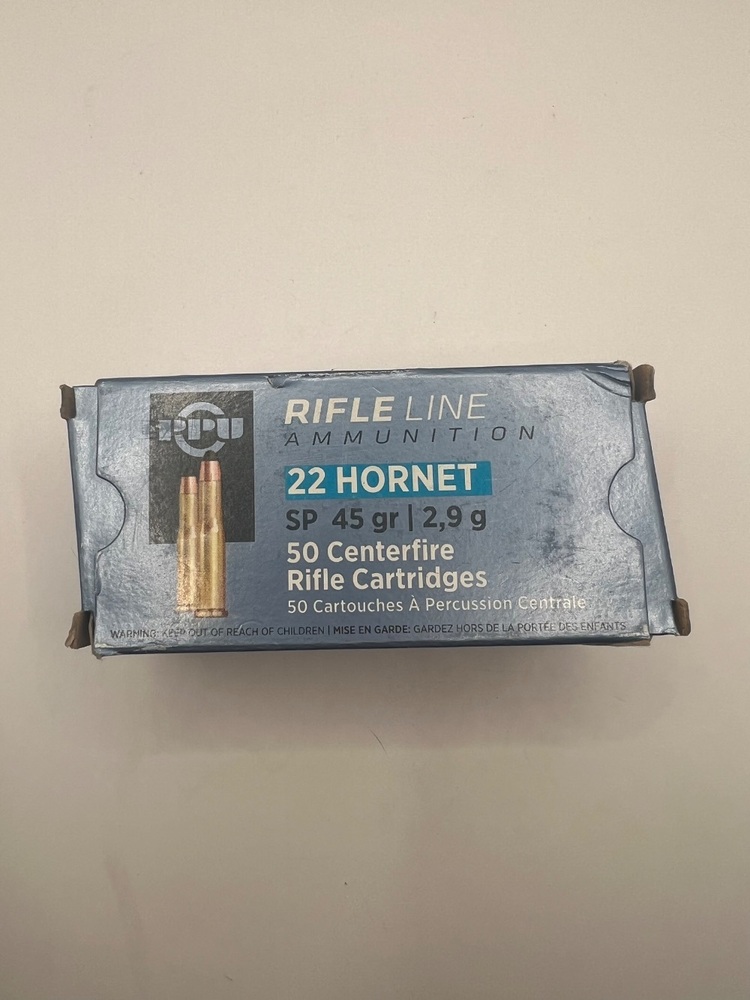 PPU
RIFLE LINE
AMMUNITION
22 HORNET
SP 45 gr | 2,9 g
50 Centerfire
Rifle Cartridges
50 Cartouches À Percussion Centrale
WARNING: KEEP OUT OF REACH OF CHILDREN | MISE EN GARDE: GARDEZ HORS DE LA PORTÉE DES ENFANTS